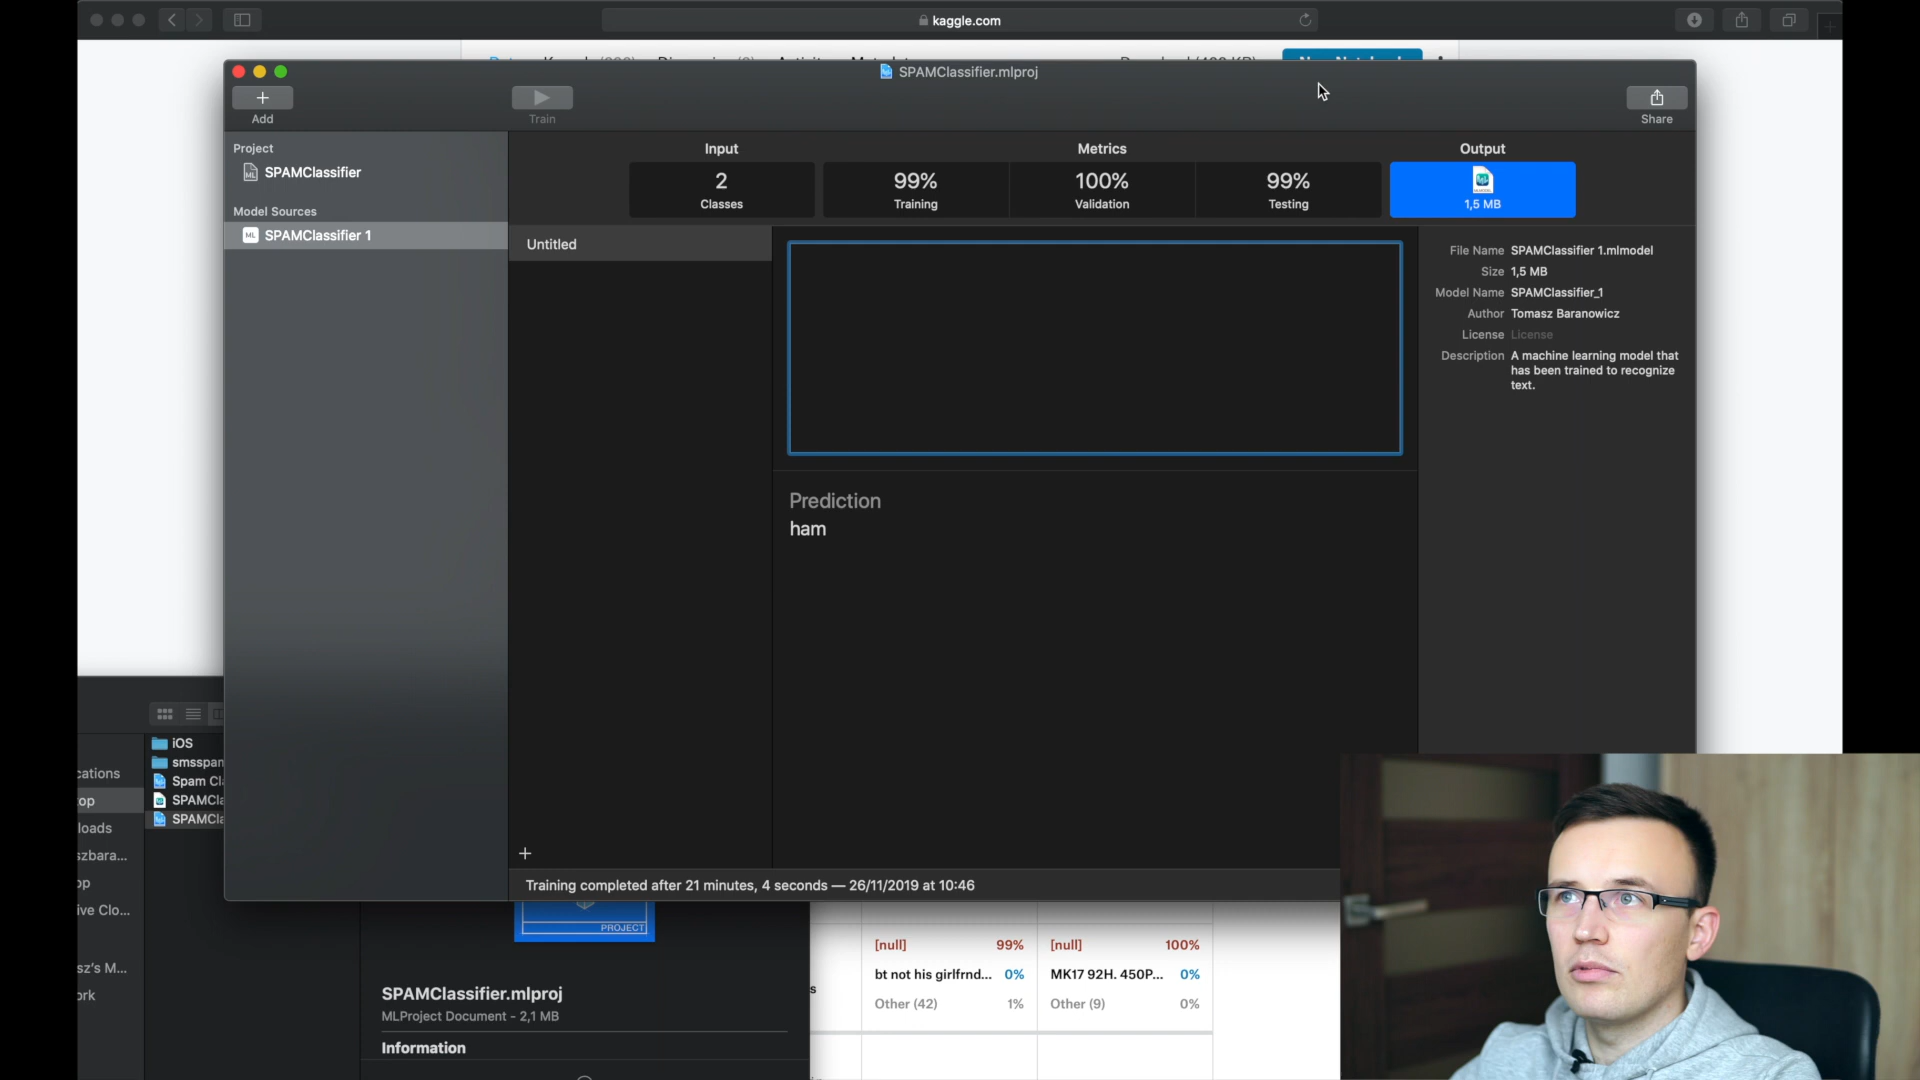 kaggle.com
SPAMClassifier.mlproj
Add
Train
Share
Project
SPAMClassifier
Model Sources
SPAMClassifier 1
Input
Metrics
Output
2
Classes
99%
Training
100%
Validation
99%
Testing
1,5 MB
Untitled
File Name SPAMClassifier 1.mlmodel
Size 1,5 MB
Model Name SPAMClassifier_1
Author Tomasz Baranowicz
License License
Description A machine learning model that
has been trained to recognize
text.
Prediction
ham
Training completed after 21 minutes, 4 seconds — 26/11/2019 at 10:46
iOS
smsspam
Spam Cla
SPAMCla
SPAMCla
cations
op
loads
szbara...
op
ive Clo...
sz's M...
ork
PROJECT
SPAMClassifier.mlproj
MLProject Document - 2,1 MB
Information
[null] 99%
bt not his girlfrnd... 0%
Other (42) 1%
[null] 100%
MK17 92H. 450P... 0%
Other (9) 0%